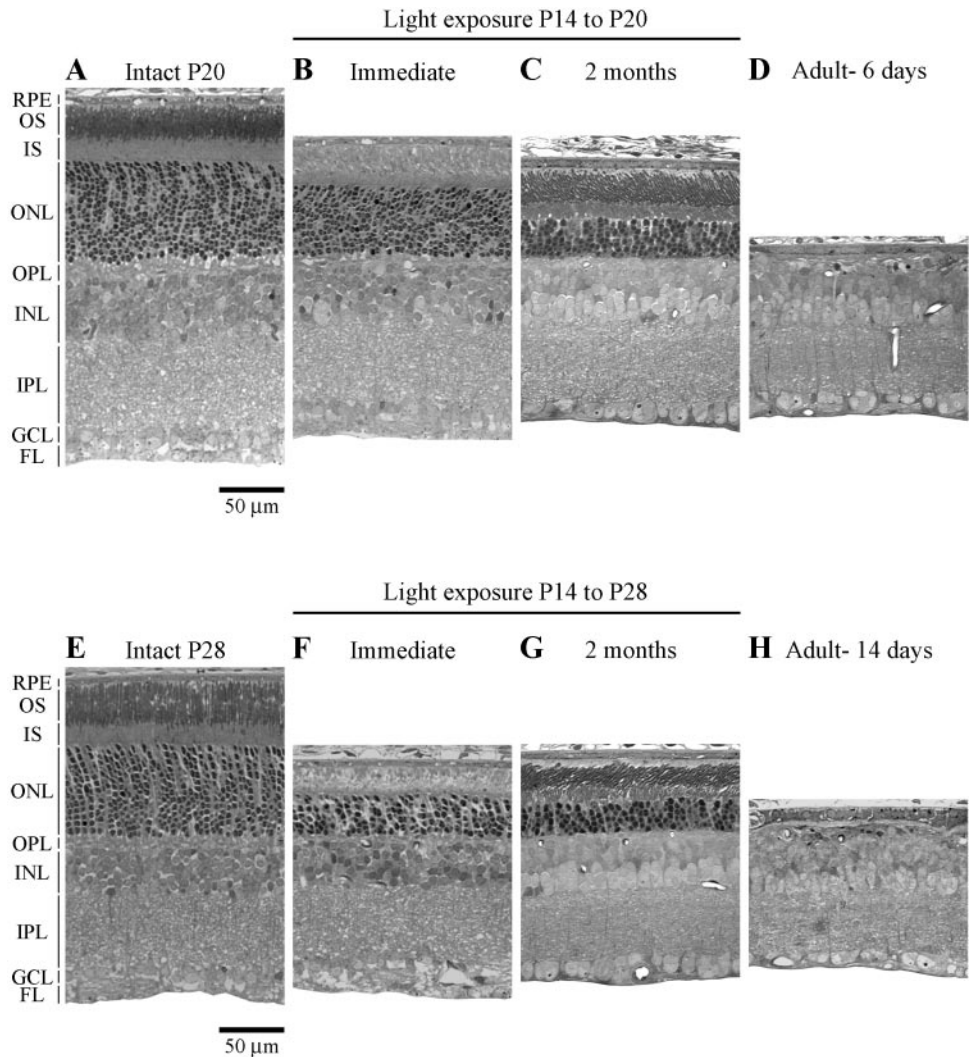 Light exposure P14 to P20
A Intact P20
B Immediate
C 2 months
D Adult- 6 days
RPE
OS
IS
ONL
OPL
INL
IPL
GCL
FL
50 μm
Light exposure P14 to P28
E Intact P28
F Immediate
G 2 months
H Adult- 14 days
RPE
OS
IS
ONL
OPL
INL
IPL
GCL
FL
50 μm